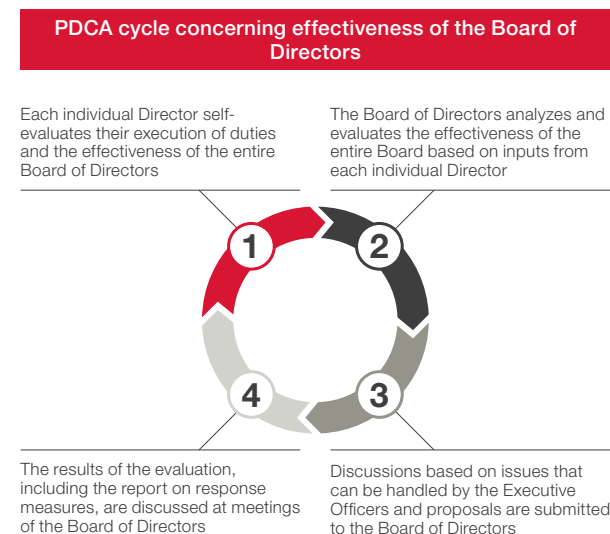 PDCA cycle concerning effectiveness of the Board of
Directors
Each individual Director self-
evaluates their execution of duties
and the effectiveness of the entire
Board of Directors
The Board of Directors analyzes and
evaluates the effectiveness of the
entire Board based on inputs from
each individual Director
1
2
4
3
The results of the evaluation,
including the report on response
measures, are discussed at meetings
of the Board of Directors
Discussions based on issues that
can be handled by the Executive
Officers and proposals are submitted
to the Board of Directors